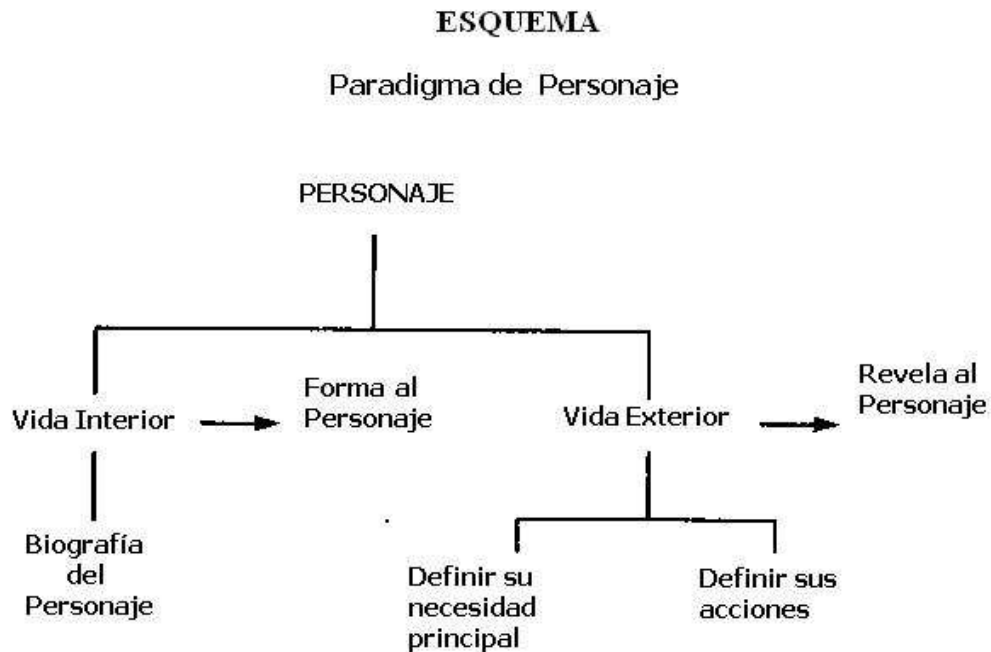 ESQUEMA
Paradigma de Personaje
PERSONAJE
Vida Interior
Forma al
Personaje
Vida Exterior
Revela al
Personaje
Biografía
del
Personaje
Definir su
necesidad
principal
Definir sus
acciones